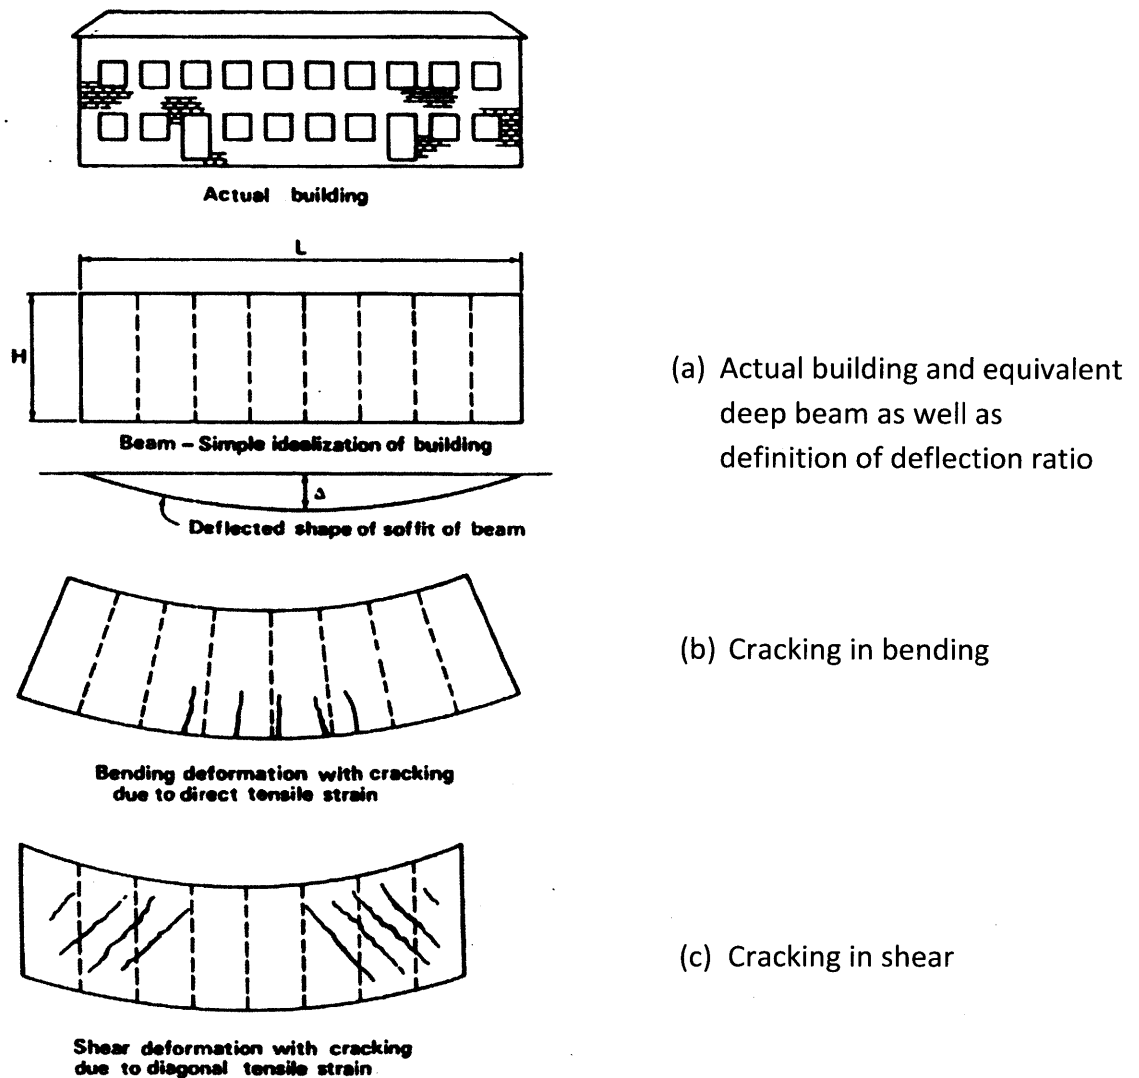 Actual building
L
H
Beam – Simple idealization of building
Δ
Deflected shape of soffit of beam
(a) Actual building and equivalent
deep beam as well as
definition of deflection ratio
Bending deformation with cracking
due to direct tensile strain
(b) Cracking in bending
Shear deformation with cracking
due to diagonal tensile strain
(c) Cracking in shear